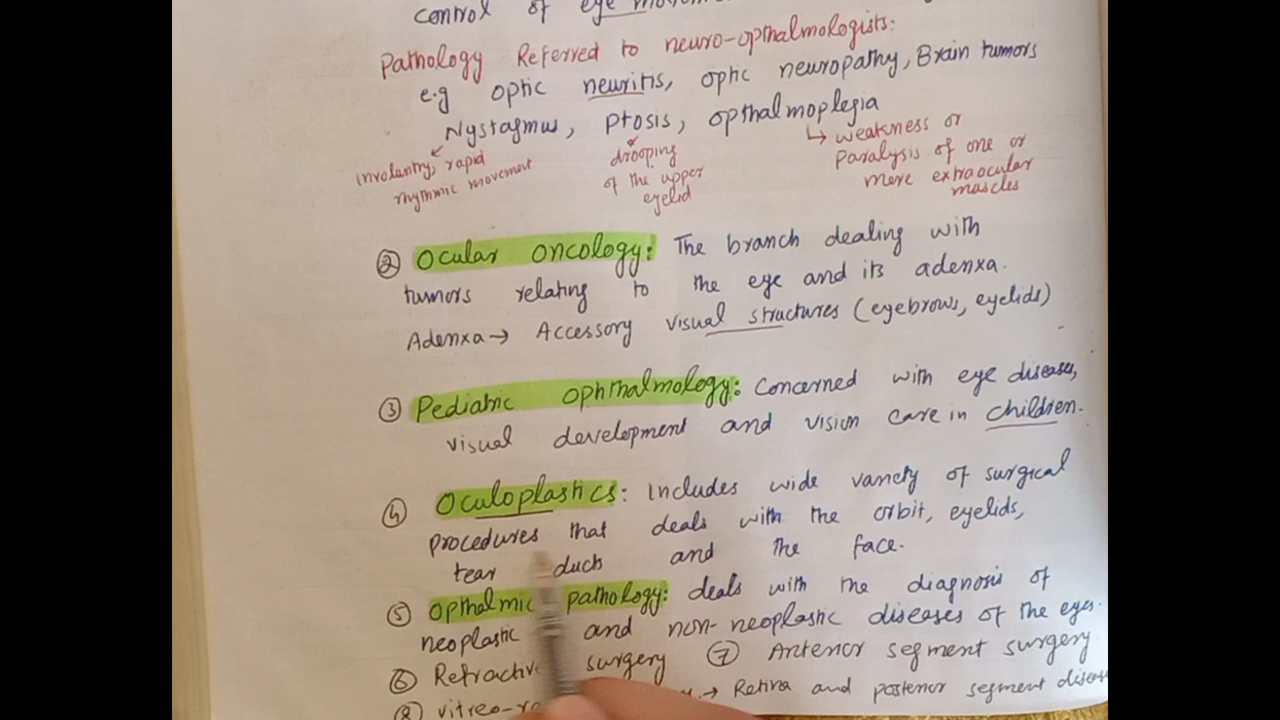 control of eye
Pathology Referred to neuro-opthalmologists:
e.g optic neuritis, optic neuropathy, Brain tumors
Nystagmus, Ptosis, opthalmoplegia
involantry, rapid
rhythmic movement
drooping
of the upper
eyelid
↳ weakness or
Paralysis of one or
more extraocular
muscles
② Ocular oncology: The branch dealing with
tumors relating to the eye and its adenxa.
Adenxa → Accessory visual structures (eyebrows, eyelids)
③ Pediatric ophthalmology: concerned with eye diseases,
visual development and vision care in children.
④ Oculoplastics: includes wide variety of surgical
procedures that deals with the orbit, eyelids,
tear ducts and the face.
⑤ opthalmic pathology: deals with the diagnosis of
neoplastic and non-neoplastic diseases of the eyes.
⑥ Refractiv surgery ⑦ Anterior segment surgery.
⑧ vitreo-re → Retina and posterior segment disease